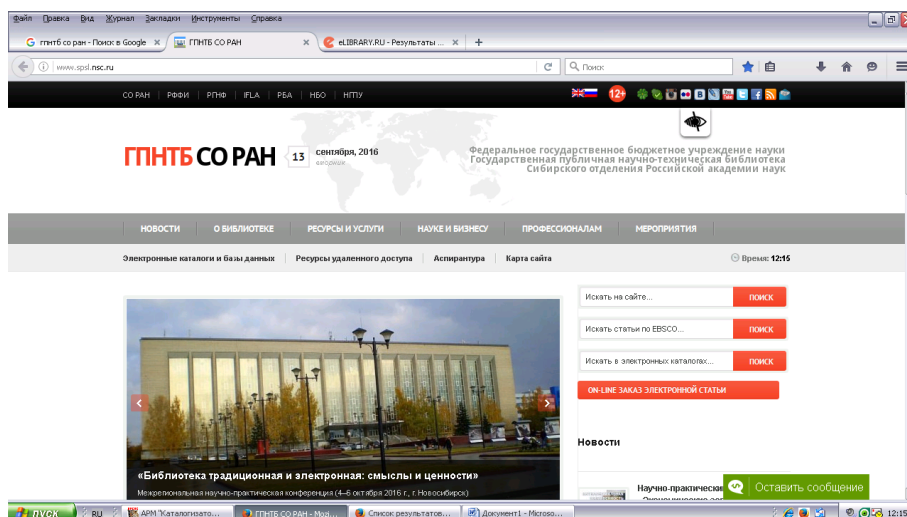 Файл Правка Вид Журнал Закладки Инструменты Справка
гпнтб со ран - Поиск в Google
ГПНТБ СО РАН
eLIBRARY.RU - Результаты ...
www.spsl.nsc.ru
Поиск
СО РАН | РФФИ | РГНФ | IFLA | РБА | НБО | НГПУ
12+
ГПНТБ СО РАН
13
сентября, 2016
вторник
Федеральное государственное бюджетное учреждение науки
Государственная публичная научно-техническая библиотека
Сибирского отделения Российской академии наук
НОВОСТИ
О БИБЛИОТЕКЕ
РЕСУРСЫ И УСЛУГИ
НАУКЕ И БИЗНЕСУ
ПРОФЕССИОНАЛАМ
МЕРОПРИЯТИЯ
Электронные каталоги и базы данных
Ресурсы удаленного доступа
Аспирантура
Карта сайта
Время: 12:15
Искать на сайте...
ПОИСК
Искать статьи по EBSCO...
ПОИСК
Искать в электронных каталогах...
ПОИСК
ON-LINE ЗАКАЗ ЭЛЕКТРОННОЙ СТАТЬИ
«Библиотека традиционная и электронная: смыслы и ценности»
Межрегиональная научно-практическая конференция (4–6 октября 2016 г., г. Новосибирск)
Новости
Оставить сообщение
пуск
RU
АРМ "Каталогизато...
ГПНТБ СО РАН - Mozi...
Список результатов...
Документ1 - Microso...
12:15